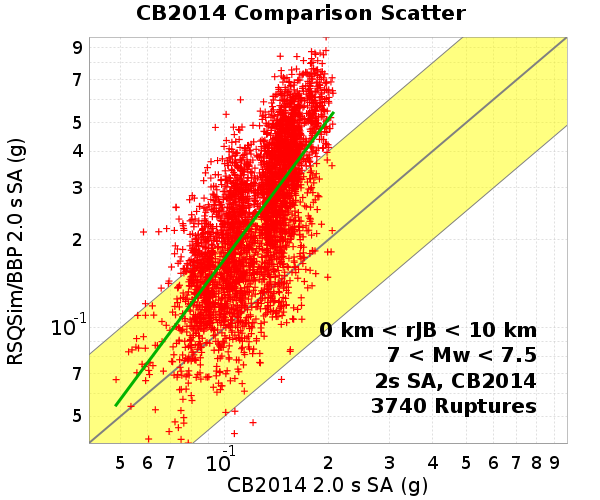 CB2014 Comparison Scatter
RSQSim/BBP 2.0 s SA (g)
9
7
5
4
3
2
10-1
7
5
0 km < rJB < 10 km
7 < Mw < 7.5
2s SA, CB2014
3740 Ruptures
5 6 7 10-1 2 3 4 5 6 7 8 9
CB2014 2.0 s SA (g)